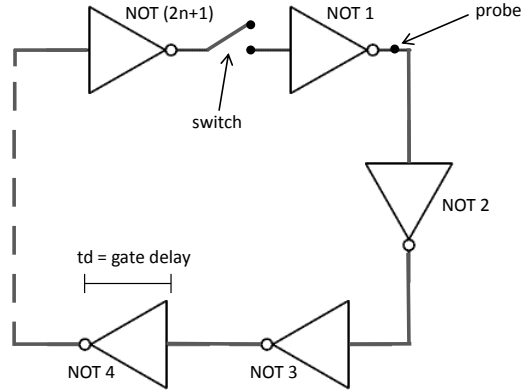 NOT (2n+1)
NOT 1
probe
switch
NOT 2
td = gate delay
NOT 4
NOT 3